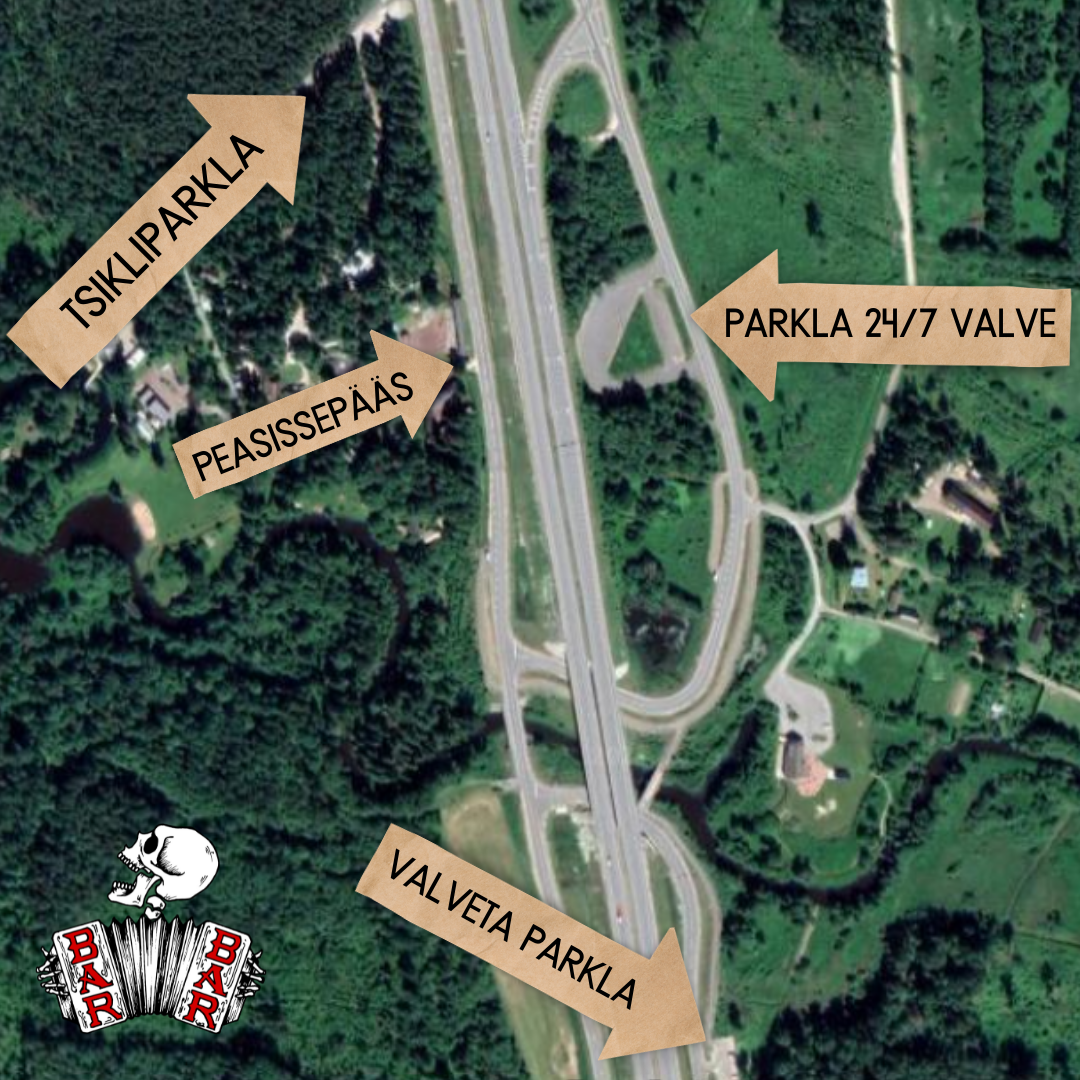 TSIKLIPARKLA
PARKLA 24/7 VALVE
PEASISSEPÄÄS
VALVETA PARKLA
BAR BAR